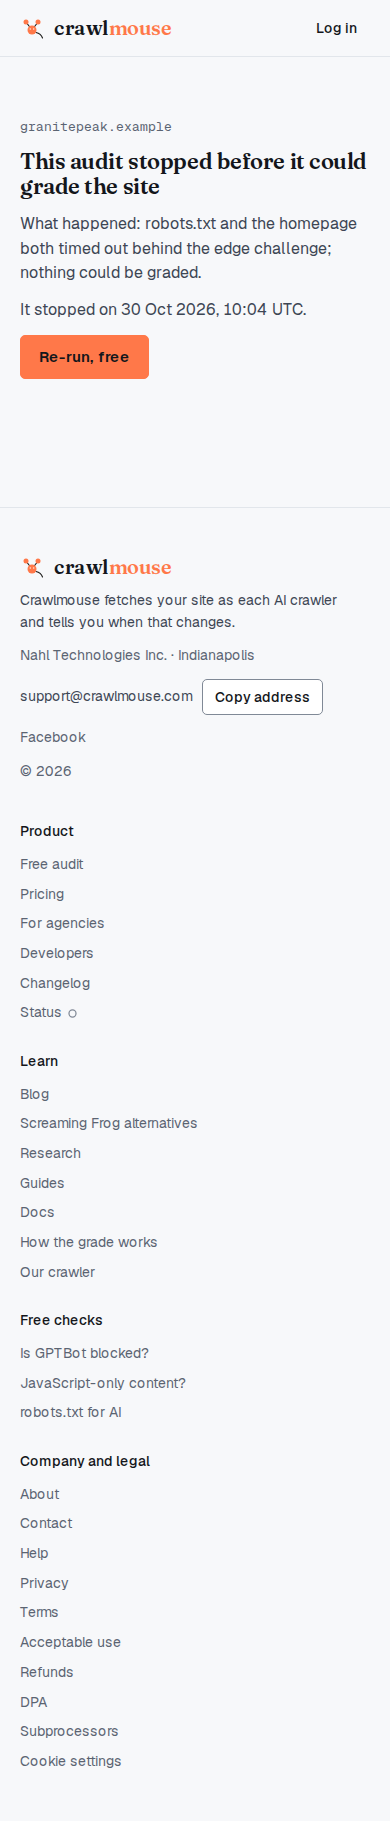 crawlmouse
Log in
granitepeak.example
This audit stopped before it could
grade the site
What happened: robots.txt and the homepage
both timed out behind the edge challenge;
nothing could be graded.
It stopped on 30 Oct 2026, 10:04 UTC.
Re-run, free
crawlmouse
Crawlmouse fetches your site as each AI crawler
and tells you when that changes.
Nahl Technologies Inc. · Indianapolis
support@crawlmouse.com
Copy address
Facebook
© 2026
Product
Free audit
Pricing
For agencies
Developers
Changelog
Status
Learn
Blog
Screaming Frog alternatives
Research
Guides
Docs
How the grade works
Our crawler
Free checks
Is GPTBot blocked?
JavaScript-only content?
robots.txt for AI
Company and legal
About
Contact
Help
Privacy
Terms
Acceptable use
Refunds
DPA
Subprocessors
Cookie settings